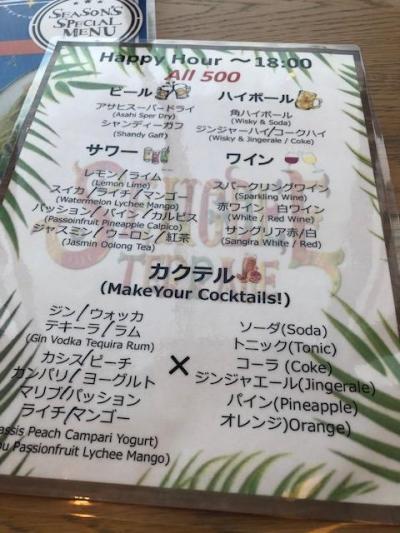 SEASON'S
SPECIAL
MENU
Happy Hour ～18:00
All 500
ビール
アサヒスーパードライ
(Asahi Sper Dry)
シャンディーガフ
(Shandy Gaff)
ハイボール
角ハイボール
(Wisky & Soda)
ジンジャーハイ/コークハイ
(Wisky & Jingerale / Coke)
サワー
レモン/ライム
(Lemon Lime)
スイカ/ライチ/マンゴー
(Watermelon Lychee Mango)
パッション/パイン/カルピス
(Passoinfruit Pineapple Calpico)
ジャスミン/ウーロン/紅茶
(Jasmin Oolong Tea)
ワイン
スパークリングワイン
(Sparkling Wine)
赤ワイン 白ワイン
(White / Red Wine)
サングリア赤/白
(Sangira White / Red)
カクテル
(MakeYour Cocktails!)
ジン/ウォッカ
テキーラ/ラム
(Gin Vodka Tequira Rum)
カシス/ピーチ
カンパリ/ヨーグルト
マリブ/パッション
ライチ/マンゴー
assis Peach Campari Yogurt)
ou Passionfruit Lychee Mango)
×
ソーダ(Soda)
トニック(Tonic)
コーラ (Coke)
ジンジャエール(Jingerale)
パイン(Pineapple)
オレンジ)Orange)